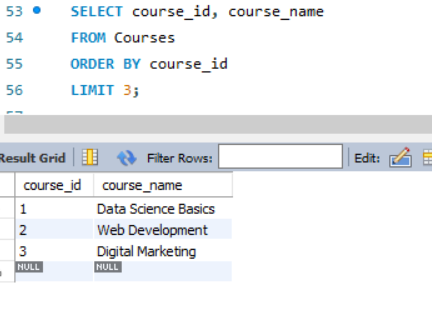 53 SELECT course_id, course_name
54 FROM Courses
55 ORDER BY course_id
56 LIMIT 3;
Result Grid Filter Rows: Edit:
course_id course_name
1 Data Science Basics
2 Web Development
3 Digital Marketing
NULL NULL